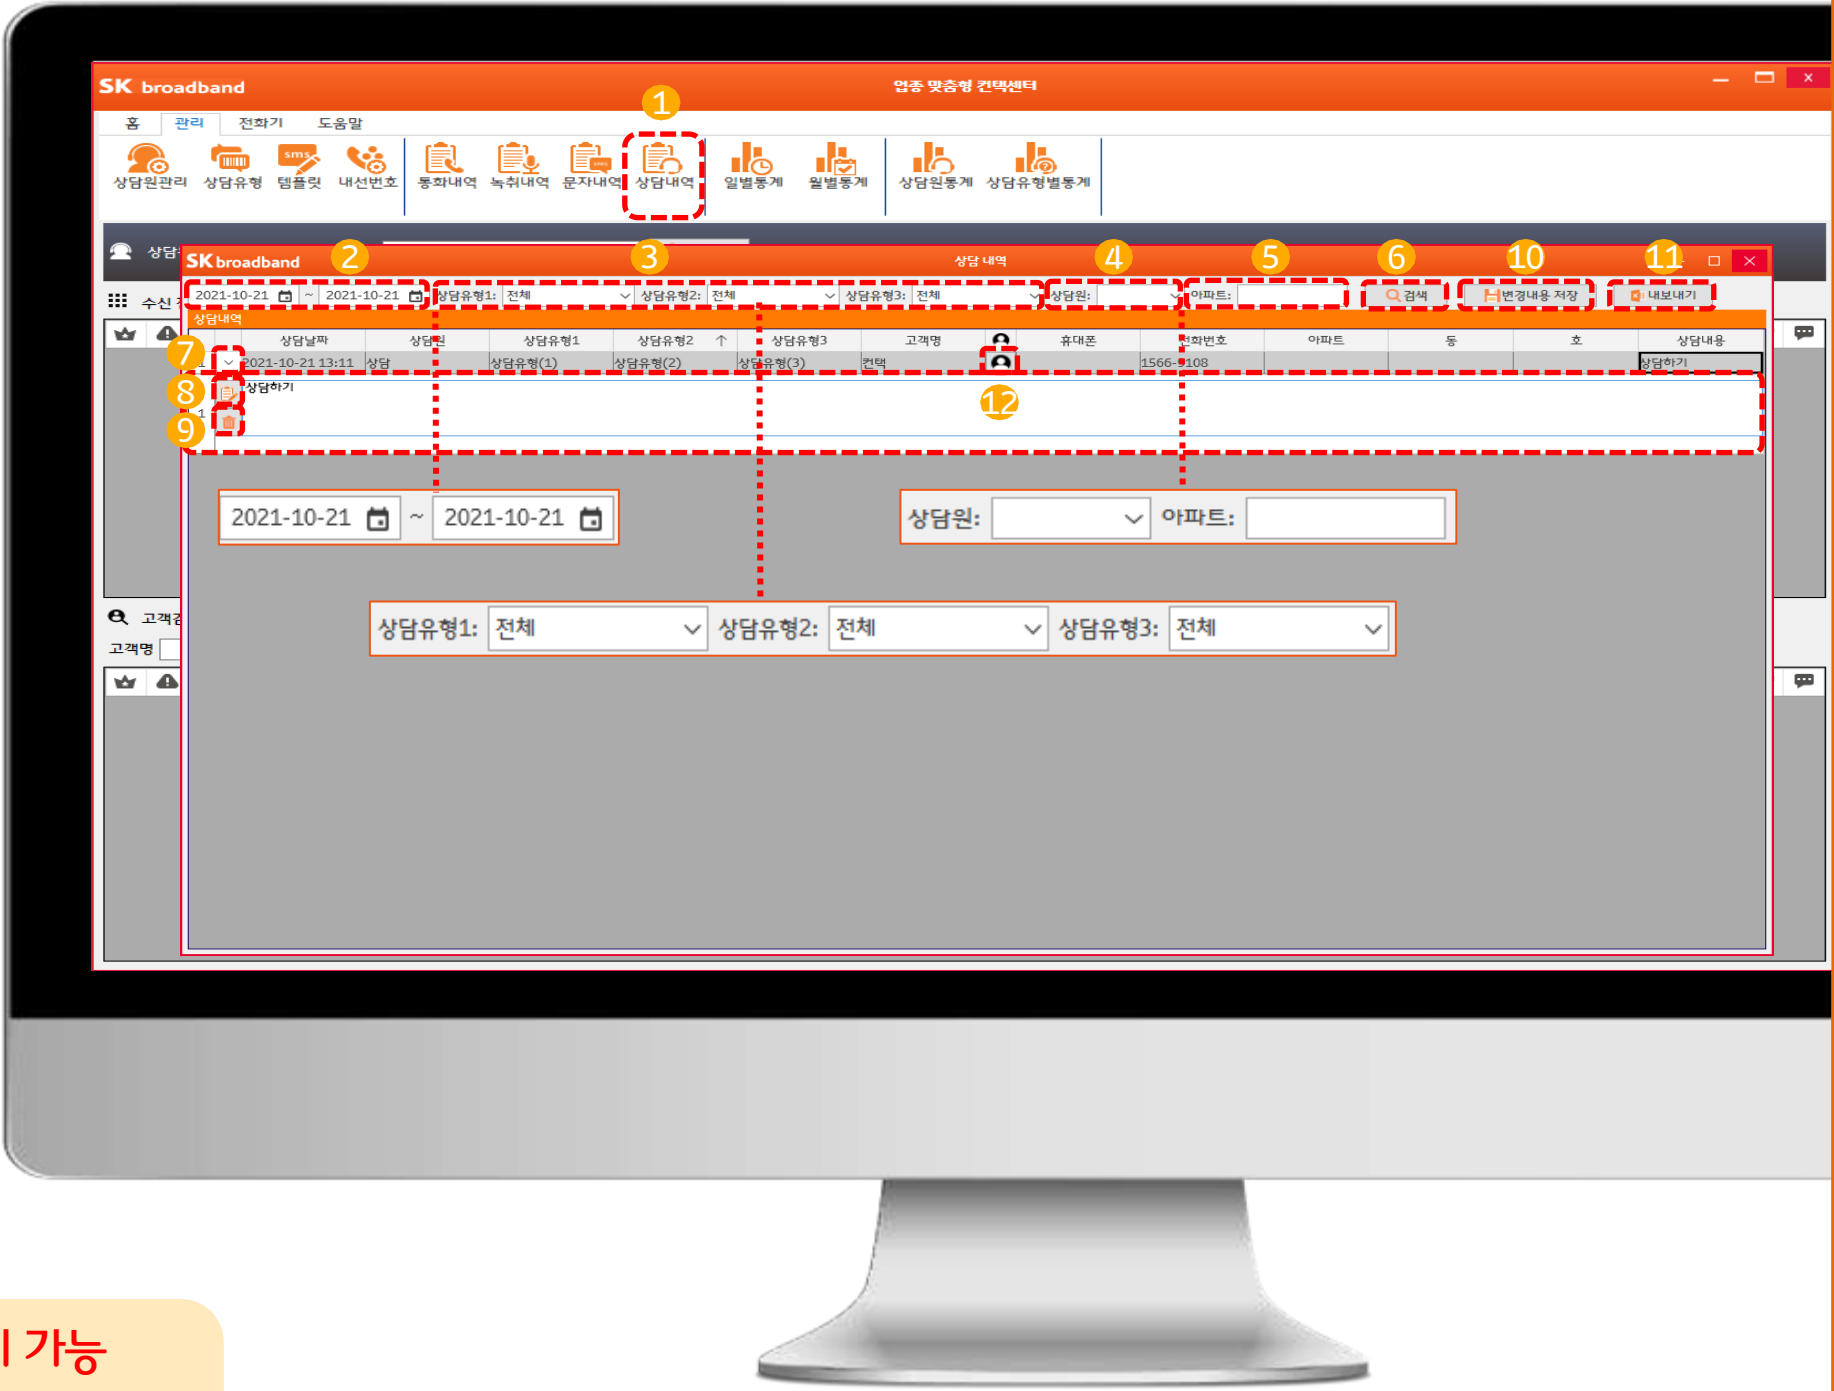 SK broadband
업종 맞춤형 컨택센터
1
홈 관리 전화기 도움말
상담원관리 상담유형 템플릿 내선번호 통화내역 녹취내역 문자내역 상담내역 일별통계 월별통계 상담원통계 상담유형별통계
상담
SK broadband
상담 내역
2 3 4 5 6 10 11
수신
2021-10-21 ~ 2021-10-21 상담유형1: 전체 상담유형2: 전체 상담유형3: 전체 상담원: 아파트: 검색 변경내용 저장 내보내기
상담내역
상담날짜 상담원 상담유형1 상담유형2 ↑ 상담유형3 고객명 휴대폰 전화번호 아파트 동 호 상담내용
7
1 2021-10-21 13:11 상담 상담유형(1) 상담유형(2) 상담유형(3) 컨택 1566-9108 상담하기
8 상담하기
12
1
9
2021-10-21 ~ 2021-10-21
상담원: 아파트:
상담유형1: 전체 상담유형2: 전체 상담유형3: 전체
고객검
고객명
가능